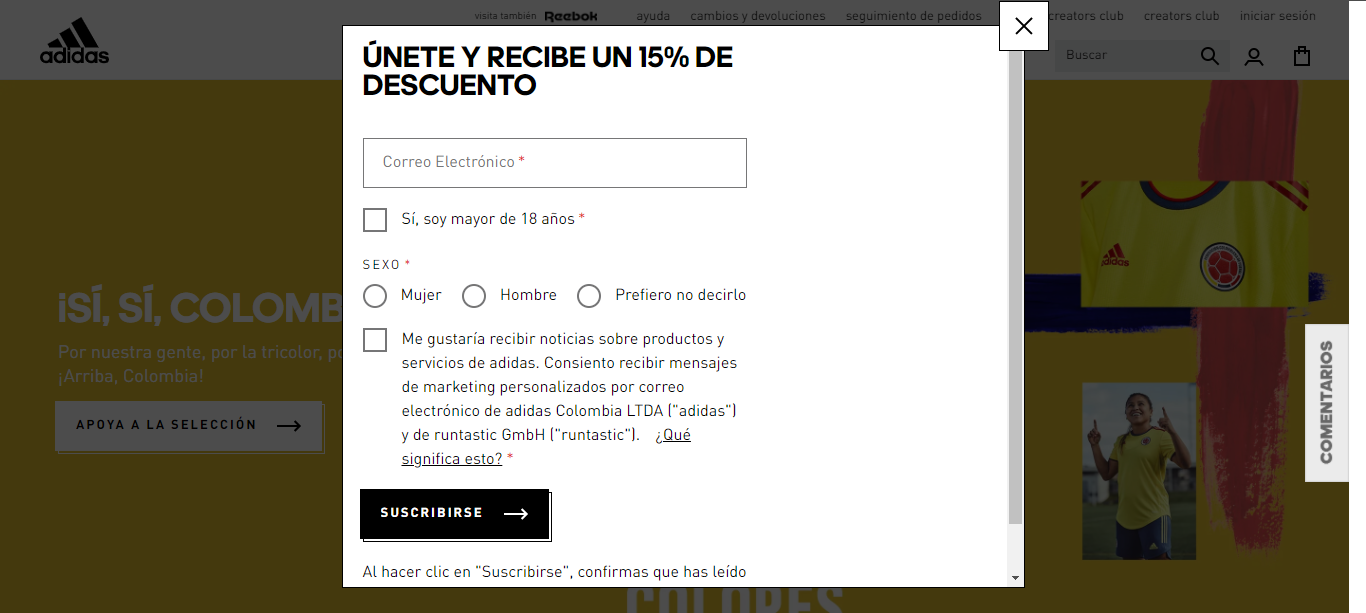 visita también Reebok ayuda cambios y devoluciones seguimiento de pedidos creators club creators club iniciar sesión
adidas
Buscar
ÚNETE Y RECIBE UN 15% DE
DESCUENTO
Correo Electrónico *
Sí, soy mayor de 18 años *
SEXO *
Mujer Hombre Prefiero no decirlo
Me gustaría recibir noticias sobre productos y
servicios de adidas. Consiento recibir mensajes
de marketing personalizados por correo
electrónico de adidas Colombia LTDA ("adidas")
y de runtastic GmbH ("runtastic"). ¿Qué
significa esto? *
SUSCRIBIRSE
Al hacer clic en "Suscribirse", confirmas que has leído
¡SÍ, SÍ, COLOMB
Por nuestra gente, por la tricolor, po
¡Arriba, Colombia!
APOYA A LA SELECCIÓN
adidas
COMENTARIOS
COLORES